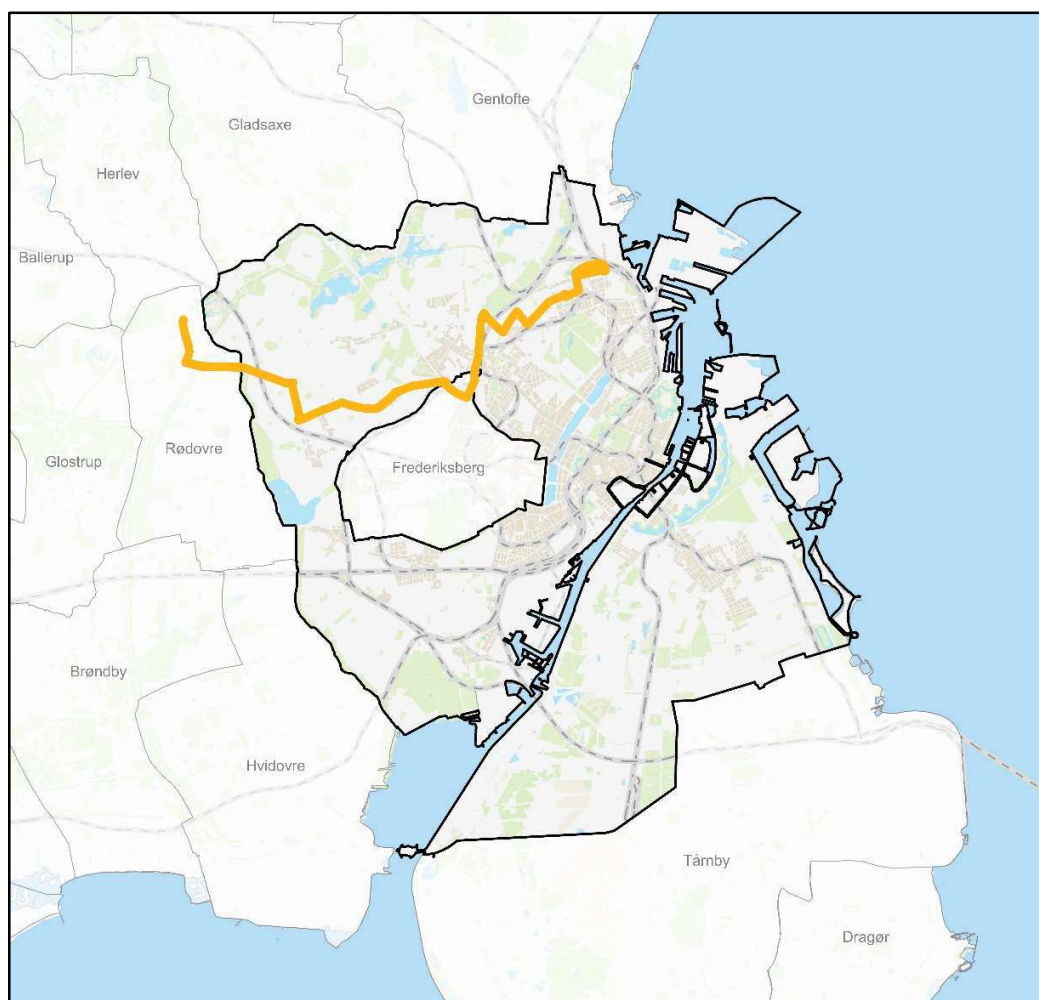 Gentofte
Gladsaxe
Herlev
Ballerup
Rødovre
Glostrup
Frederiksberg
Brøndby
Hvidovre
Tårnby
Dragør